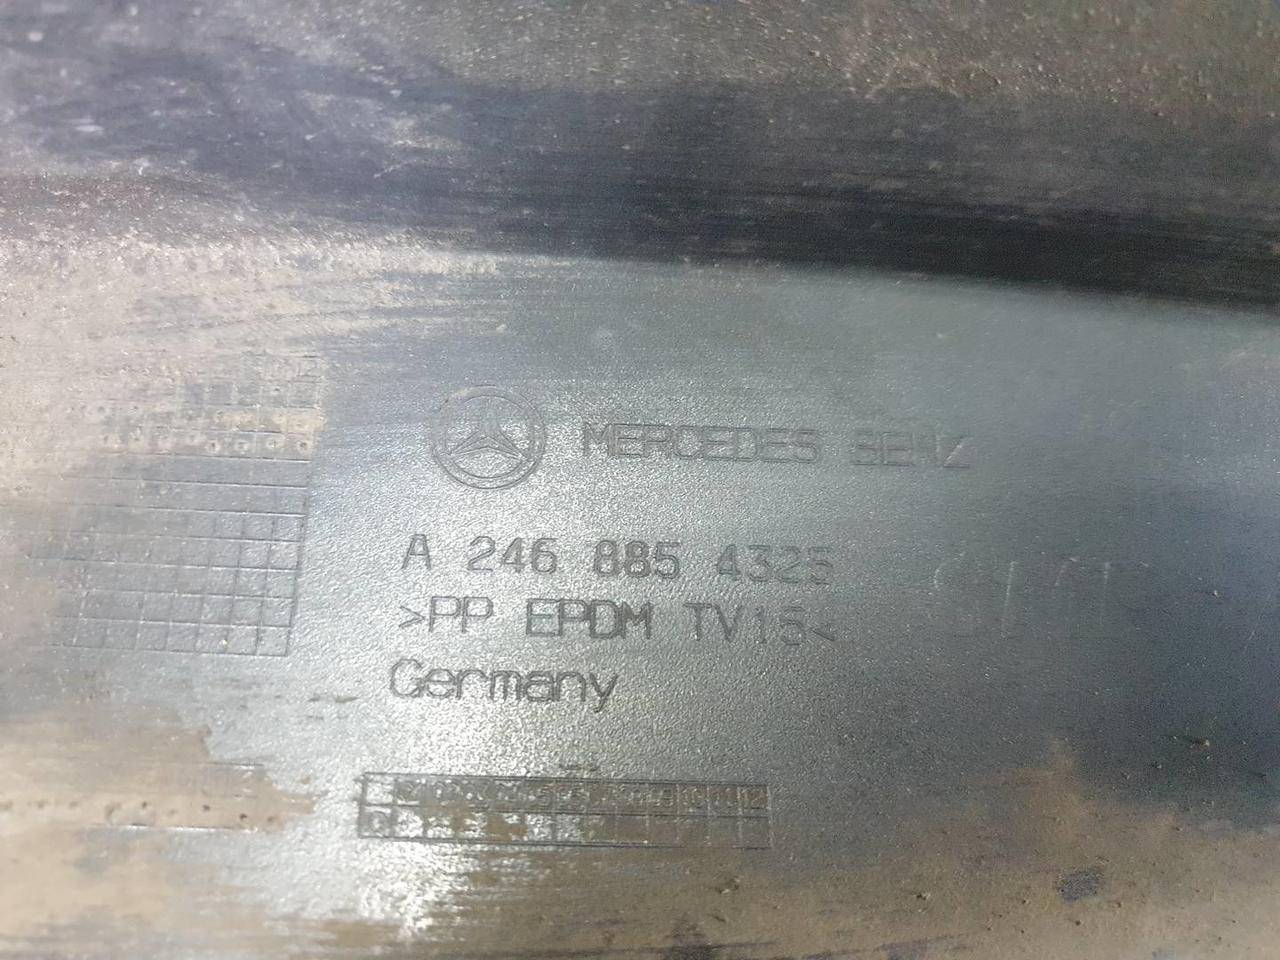 MERCEDES BENZ
A 246 885 4325
>PP EPDM TV15<
Germany